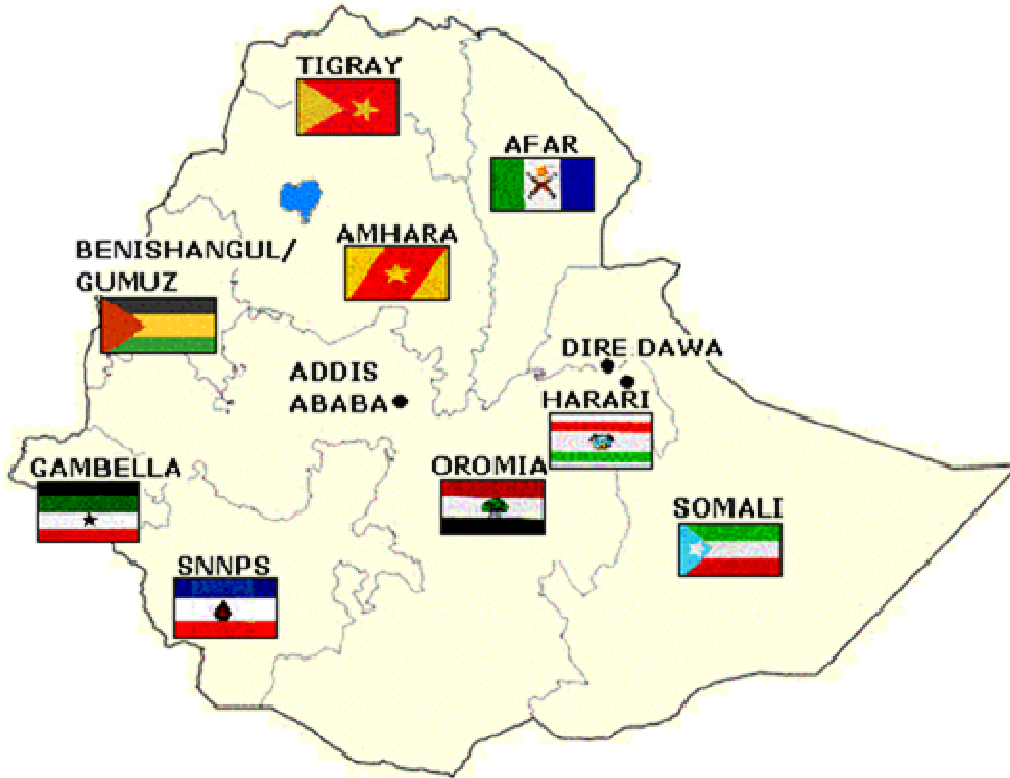 TIGRAY
AFAR
AMHARA
BENISHANGUL/
GUMUZ
DIRE DAWA
ADDIS
ABABA
HARARI
GAMBELLA
OROMIA
SOMALI
SNNPS